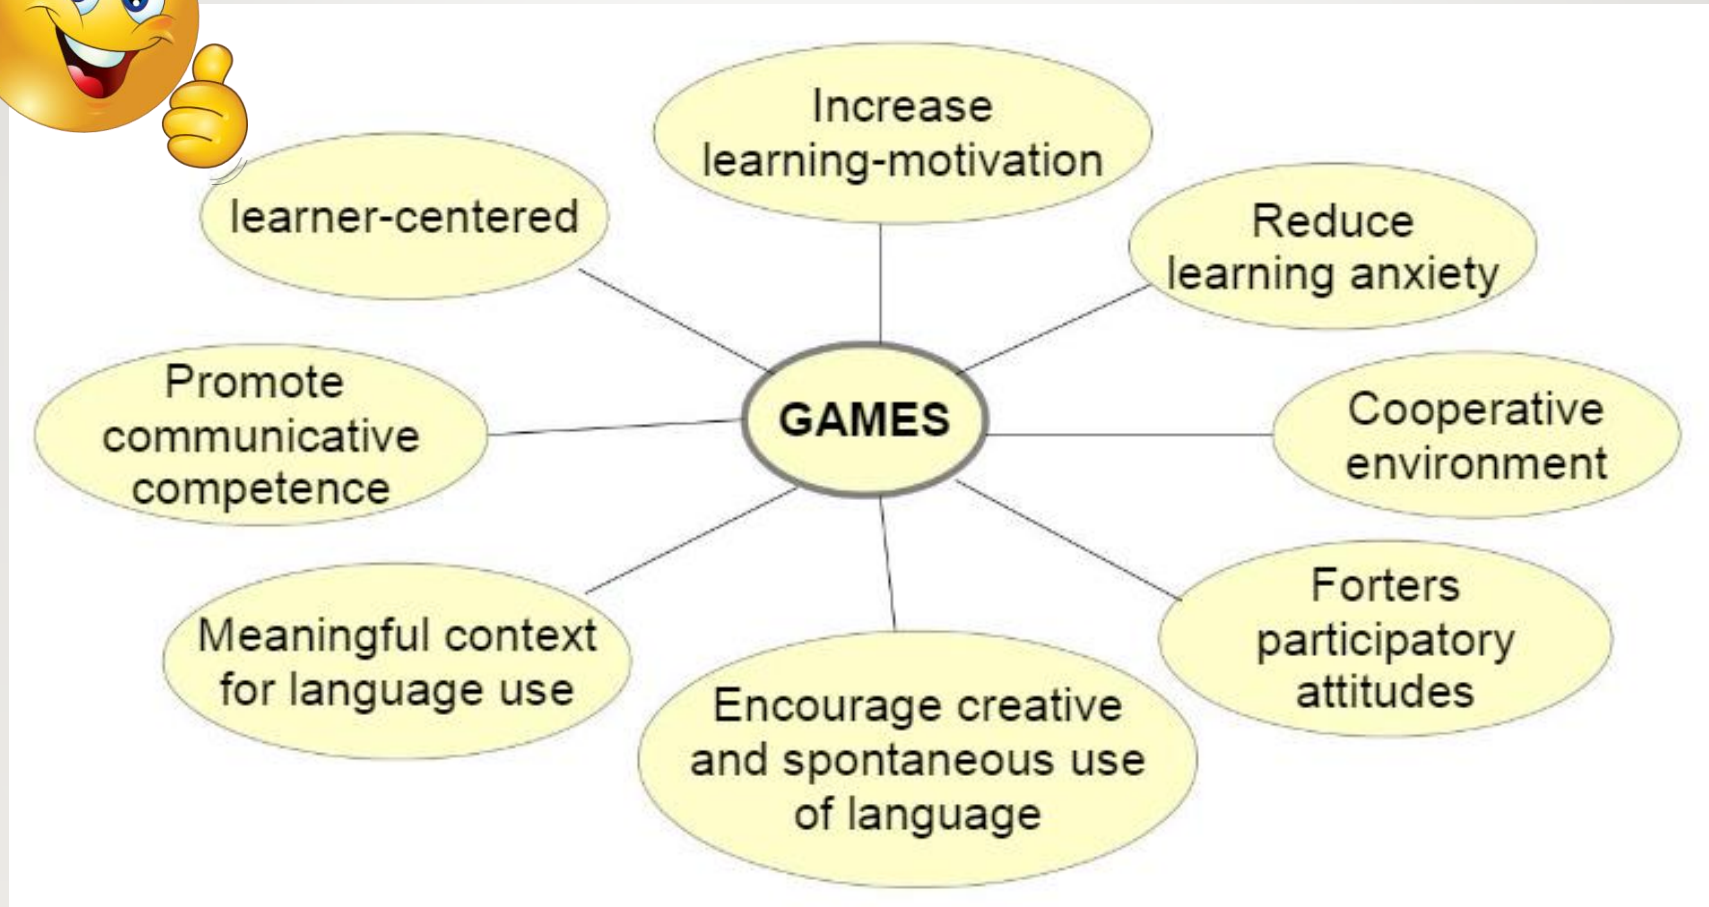 Increase
learning-motivation
learner-centered
Reduce
learning anxiety
Promote
communicative
competence
GAMES
Cooperative
environment
Meaningful context
for language use
Forters
participatory
attitudes
Encourage creative
and spontaneous use
of language